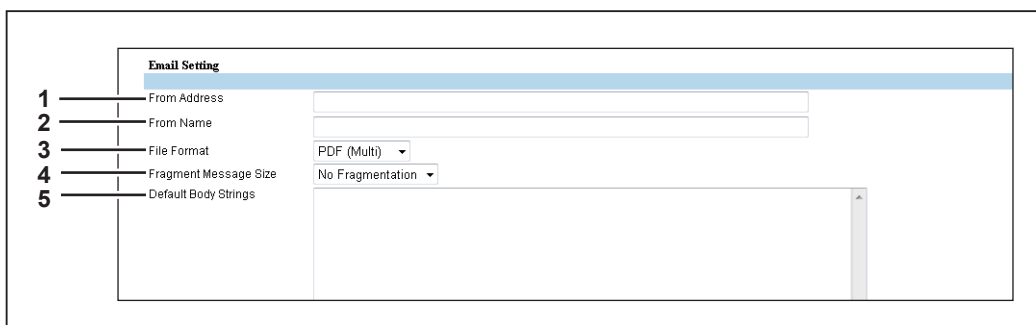 Email Setting
1 From Address
2 From Name
3 File Format PDF (Multi)
4 Fragment Message Size No Fragmentation
5 Default Body Strings